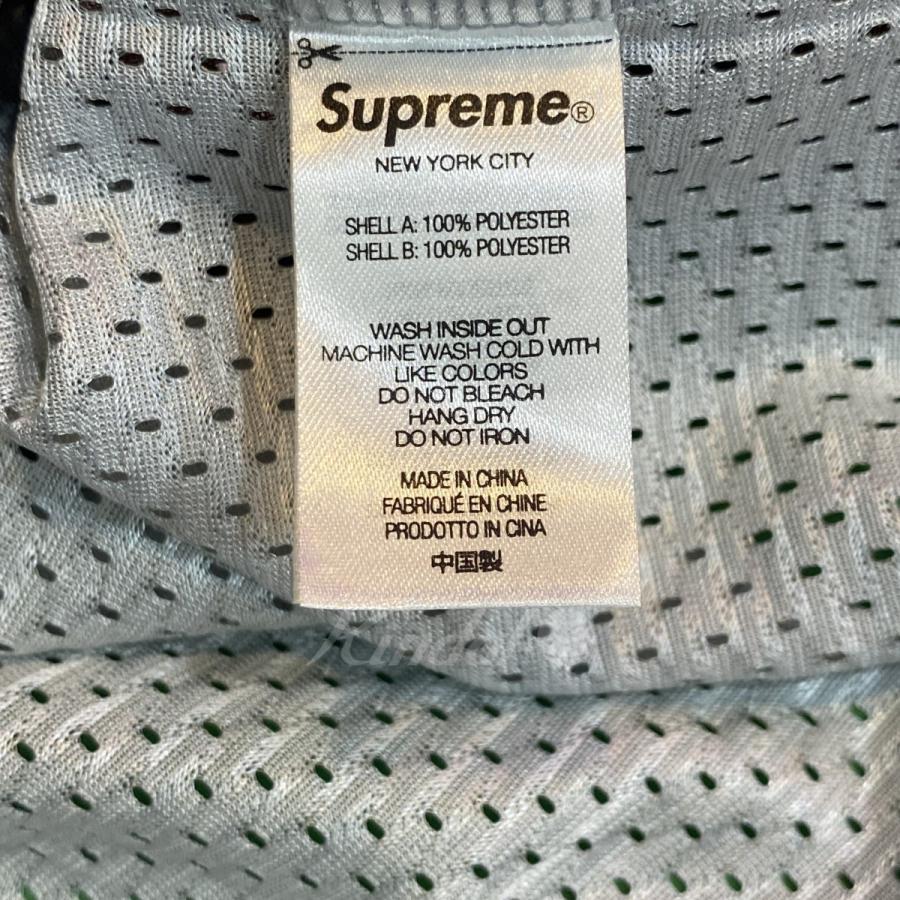 Supreme®
NEW YORK CITY
SHELL A: 100% POLYESTER
SHELL B: 100% POLYESTER
WASH INSIDE OUT
MACHINE WASH COLD WITH
LIKE COLORS
DO NOT BLEACH
HANG DRY
DO NOT IRON
MADE IN CHINA
FABRIQUÉ EN CHINE
PRODOTTO IN CINA
中国製